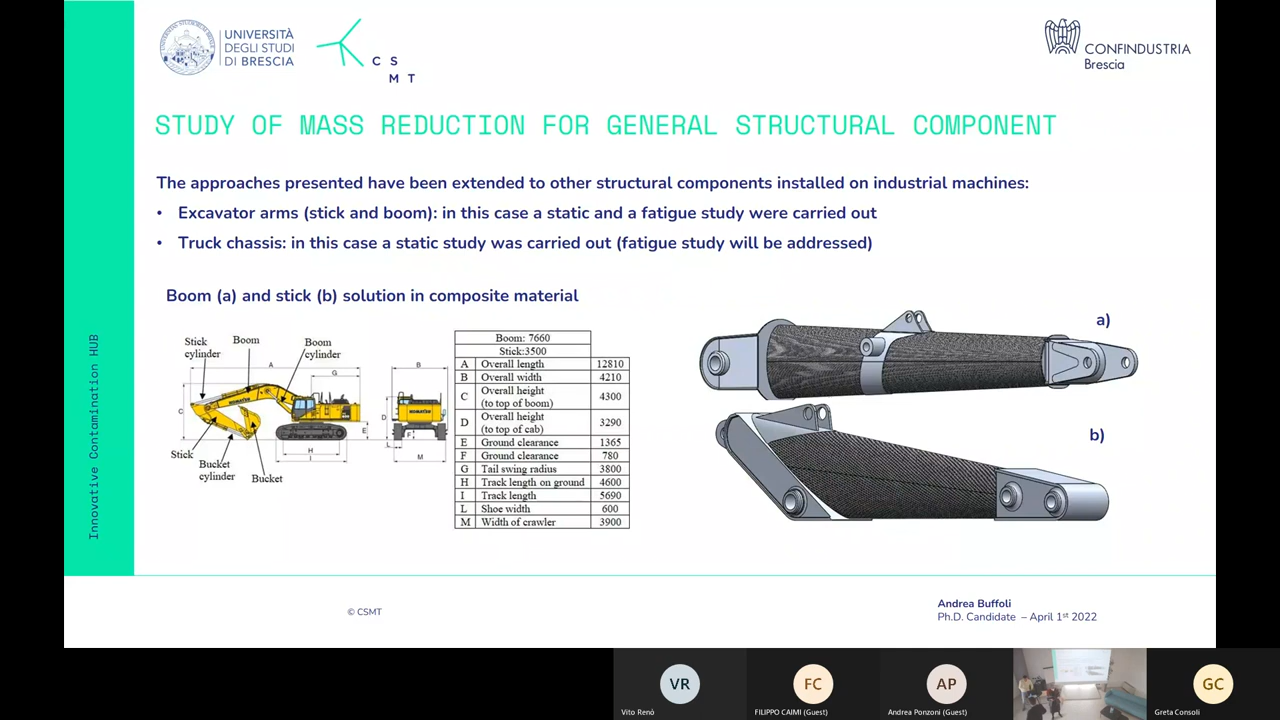 UNIVERSITÀ
DEGLI STUDI
DI BRESCIA
C S
M T
CONFINDUSTRIA
Brescia
STUDY OF MASS REDUCTION FOR GENERAL STRUCTURAL COMPONENT
The approaches presented have been extended to other structural components installed on industrial machines:
• Excavator arms (stick and boom): in this case a static and a fatigue study were carried out
• Truck chassis: in this case a static study was carried out (fatigue study will be addressed)
Boom (a) and stick (b) solution in composite material
Stick
cylinder
Boom
Boom
cylinder
A
G
C
E
H
I
Stick
Bucket
cylinder
Bucket
B
D
F
L
M
KOMATSU
Boom: 7660
Stick:3500
A Overall length 12810
B Overall width 4210
C Overall height (to top of boom) 4300
D Overall height (to top of cab) 3290
E Ground clearance 1365
F Ground clearance 780
G Tail swing radius 3800
H Track length on ground 4600
I Track length 5690
L Shoe width 600
M Width of crawler 3900
a)
b)
Innovative Contamination HUB
© CSMT
Andrea Buffoli
Ph.D. Candidate – April 1st 2022
VR
Vito Renò
FC
FILIPPO CAIMI (Guest)
AP
Andrea Ponzoni (Guest)
GC
Greta Consoli